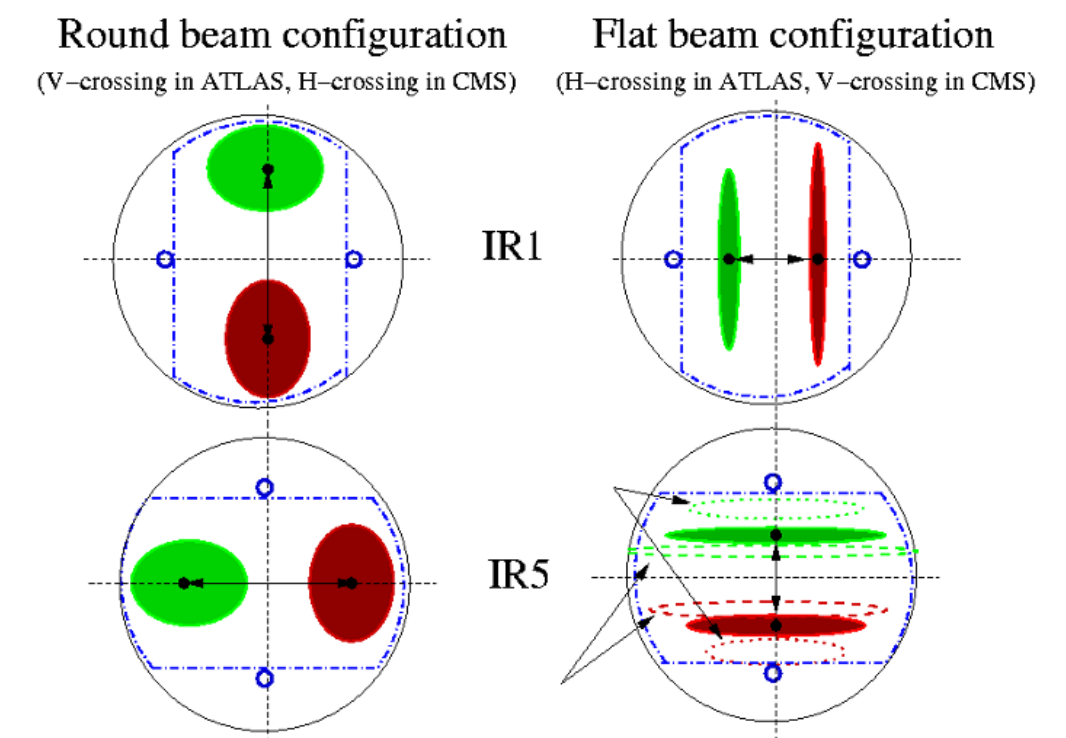 Round beam configuration
(V−crossing in ATLAS, H−crossing in CMS)
Flat beam configuration
(H−crossing in ATLAS, V−crossing in CMS)
IR1
IR5